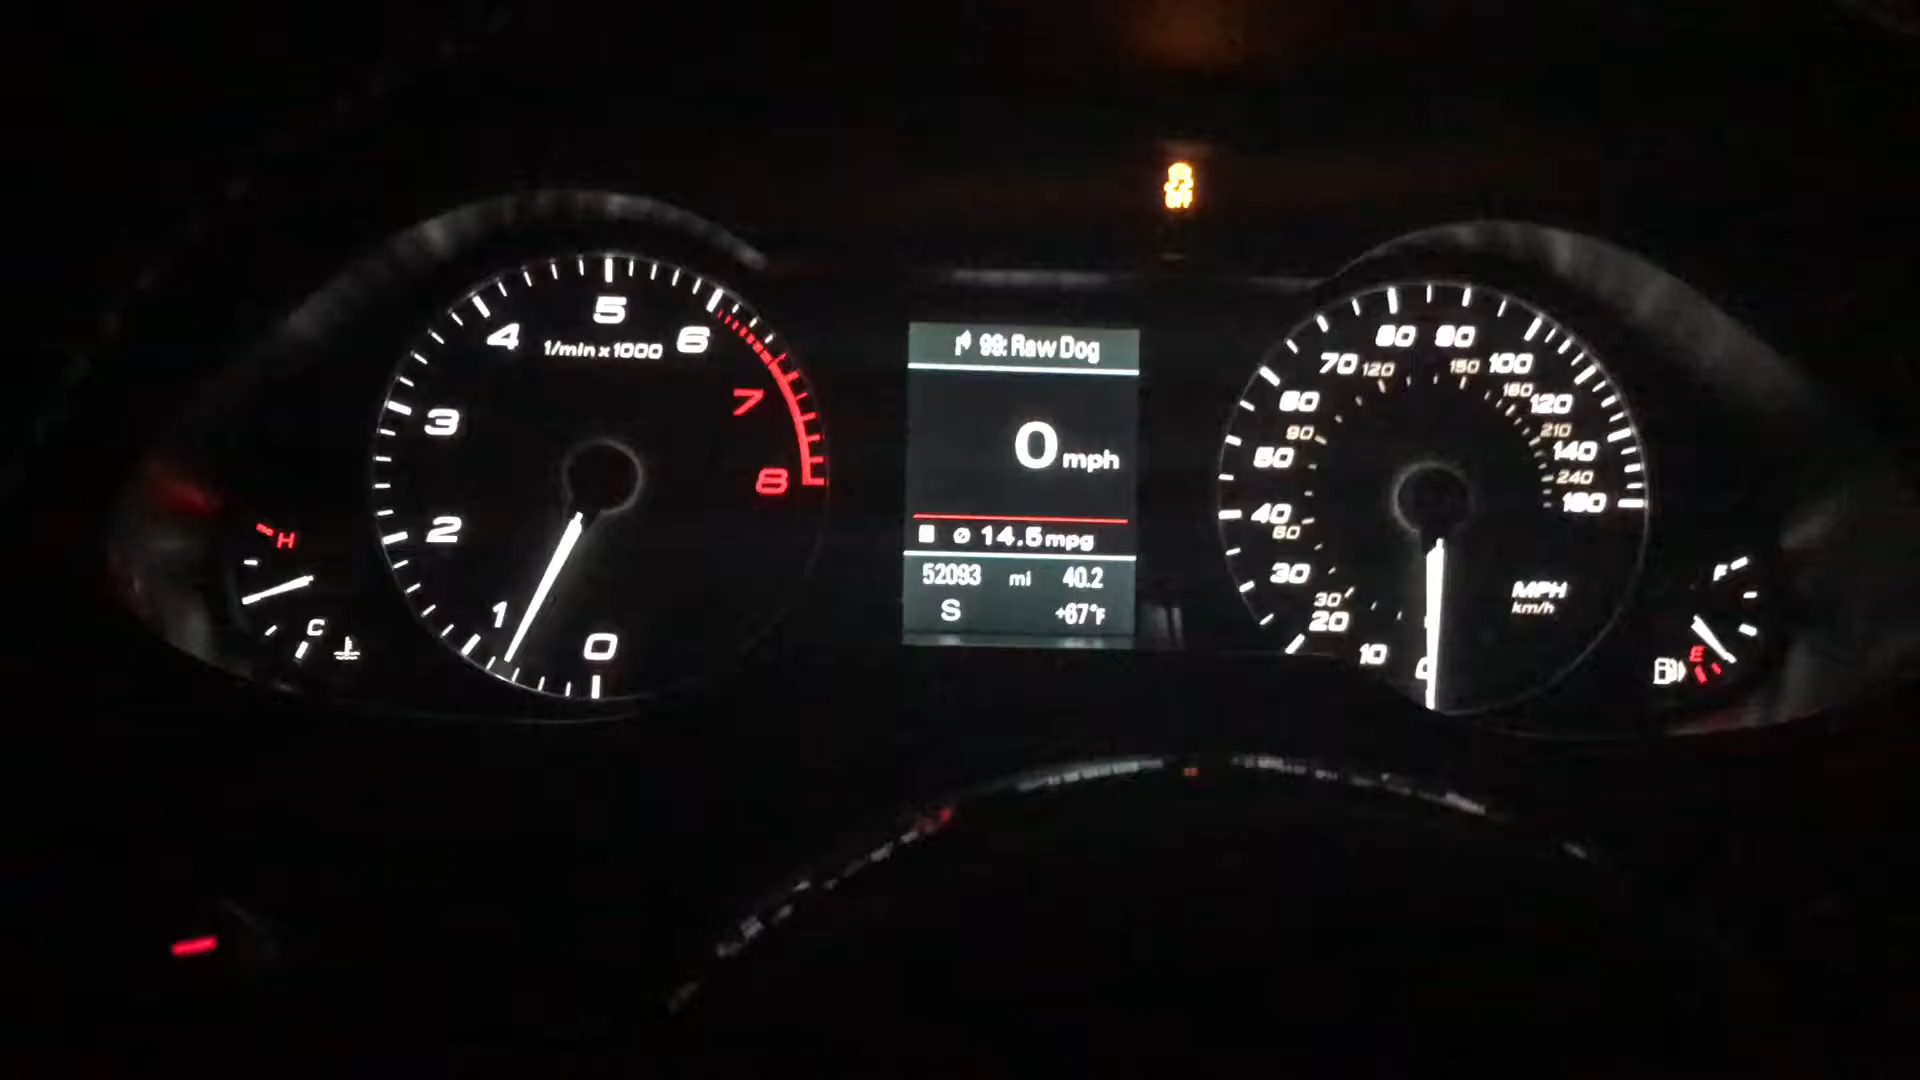 0
1
2
3
4
5
6
7
8
1/min x 1000
H
C
99: Raw Dog
0 mph
ø 14.5 mpg
52093 mi 40.2
S +67°F
10
20
30
40
50
60
70
80
90
100
120
140
160
30
60
90
120
150
180
210
240
MPH
km/h
F
E
OFF